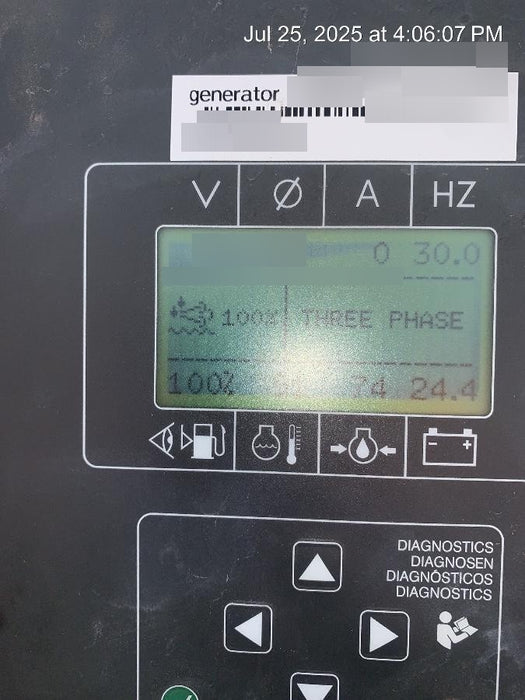 Jul 25, 2025 at 4:06:07 PM
generator
V Ø A HZ
0 30.0
100% THREE PHASE
100% 74 24.4
DIAGNOSTICS
DIAGNOSEN
DIAGNÓSTICOS
DIAGNOSTICS